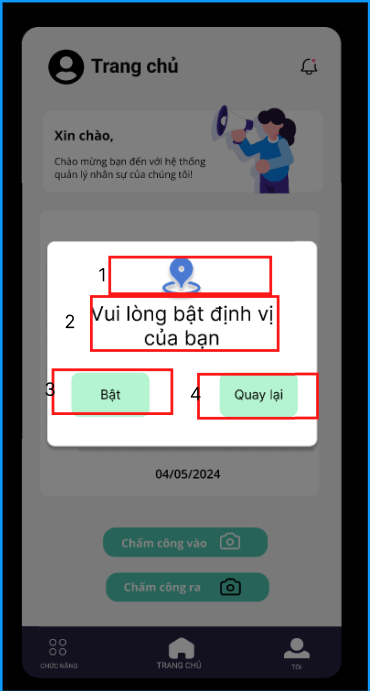 Trang chủ
Xin chào,
Chào mừng bạn đến với hệ thống
quản lý nhân sự của chúng tôi!
1
2
Vui lòng bật định vị
của bạn
3
Bật
4
Quay lại
04/05/2024
Chấm công vào
Chấm công ra
CHỨC NĂNG
TRANG CHỦ
TÔI